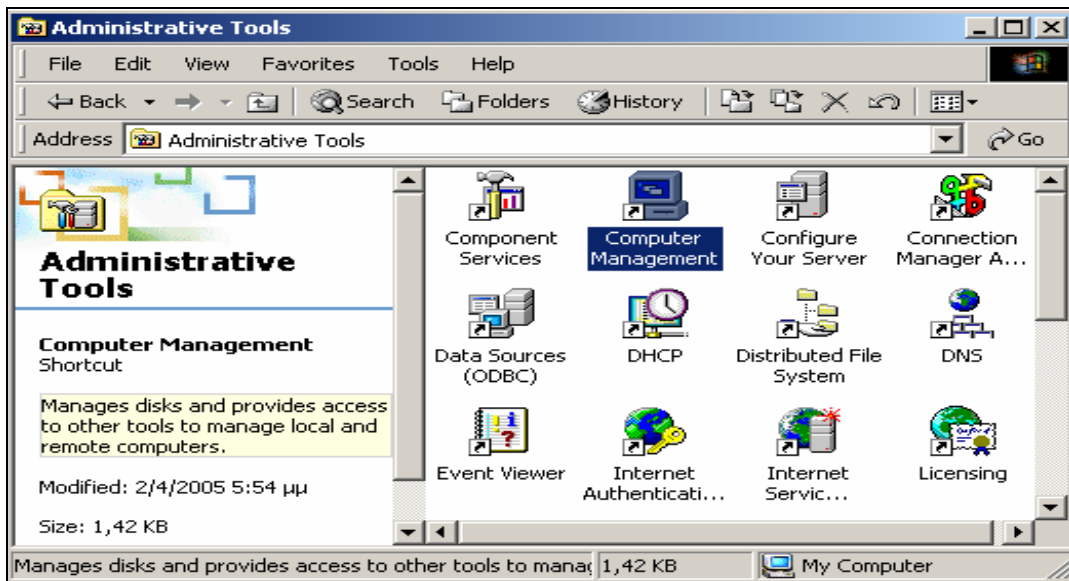 Administrative Tools
File Edit View Favorites Tools Help
Back Search Folders History
Address Administrative Tools Go
Administrative
Tools
Computer Management
Shortcut
Manages disks and provides access
to other tools to manage local and
remote computers.
Modified: 2/4/2005 5:54 μμ
Size: 1,42 KB
Component
Services
Computer
Management
Configure
Your Server
Connection
Manager A...
Data Sources
(ODBC)
DHCP
Distributed File
System
DNS
Event Viewer
Internet
Authenticati...
Internet
Servic...
Licensing
Manages disks and provides access to other tools to mana 1,42 KB My Computer